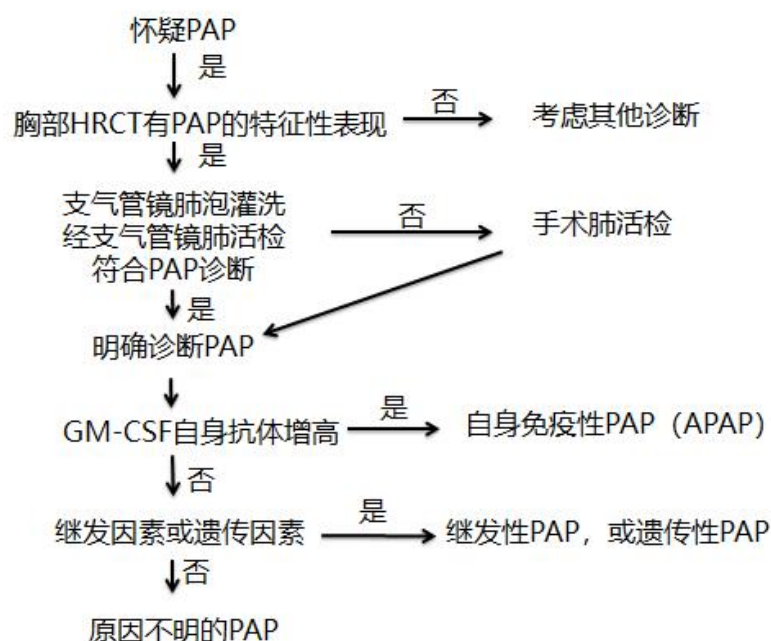 怀疑PAP
是
胸部HRCT有PAP的特征性表现
否
考虑其他诊断
是
支气管镜肺泡灌洗
经支气管镜肺活检
符合PAP诊断
否
手术肺活检
是
明确诊断PAP
GM-CSF自身抗体增高
是
自身免疫性PAP（APAP）
否
继发因素或遗传因素
是
继发性PAP，或遗传性PAP
否
原因不明的PAP